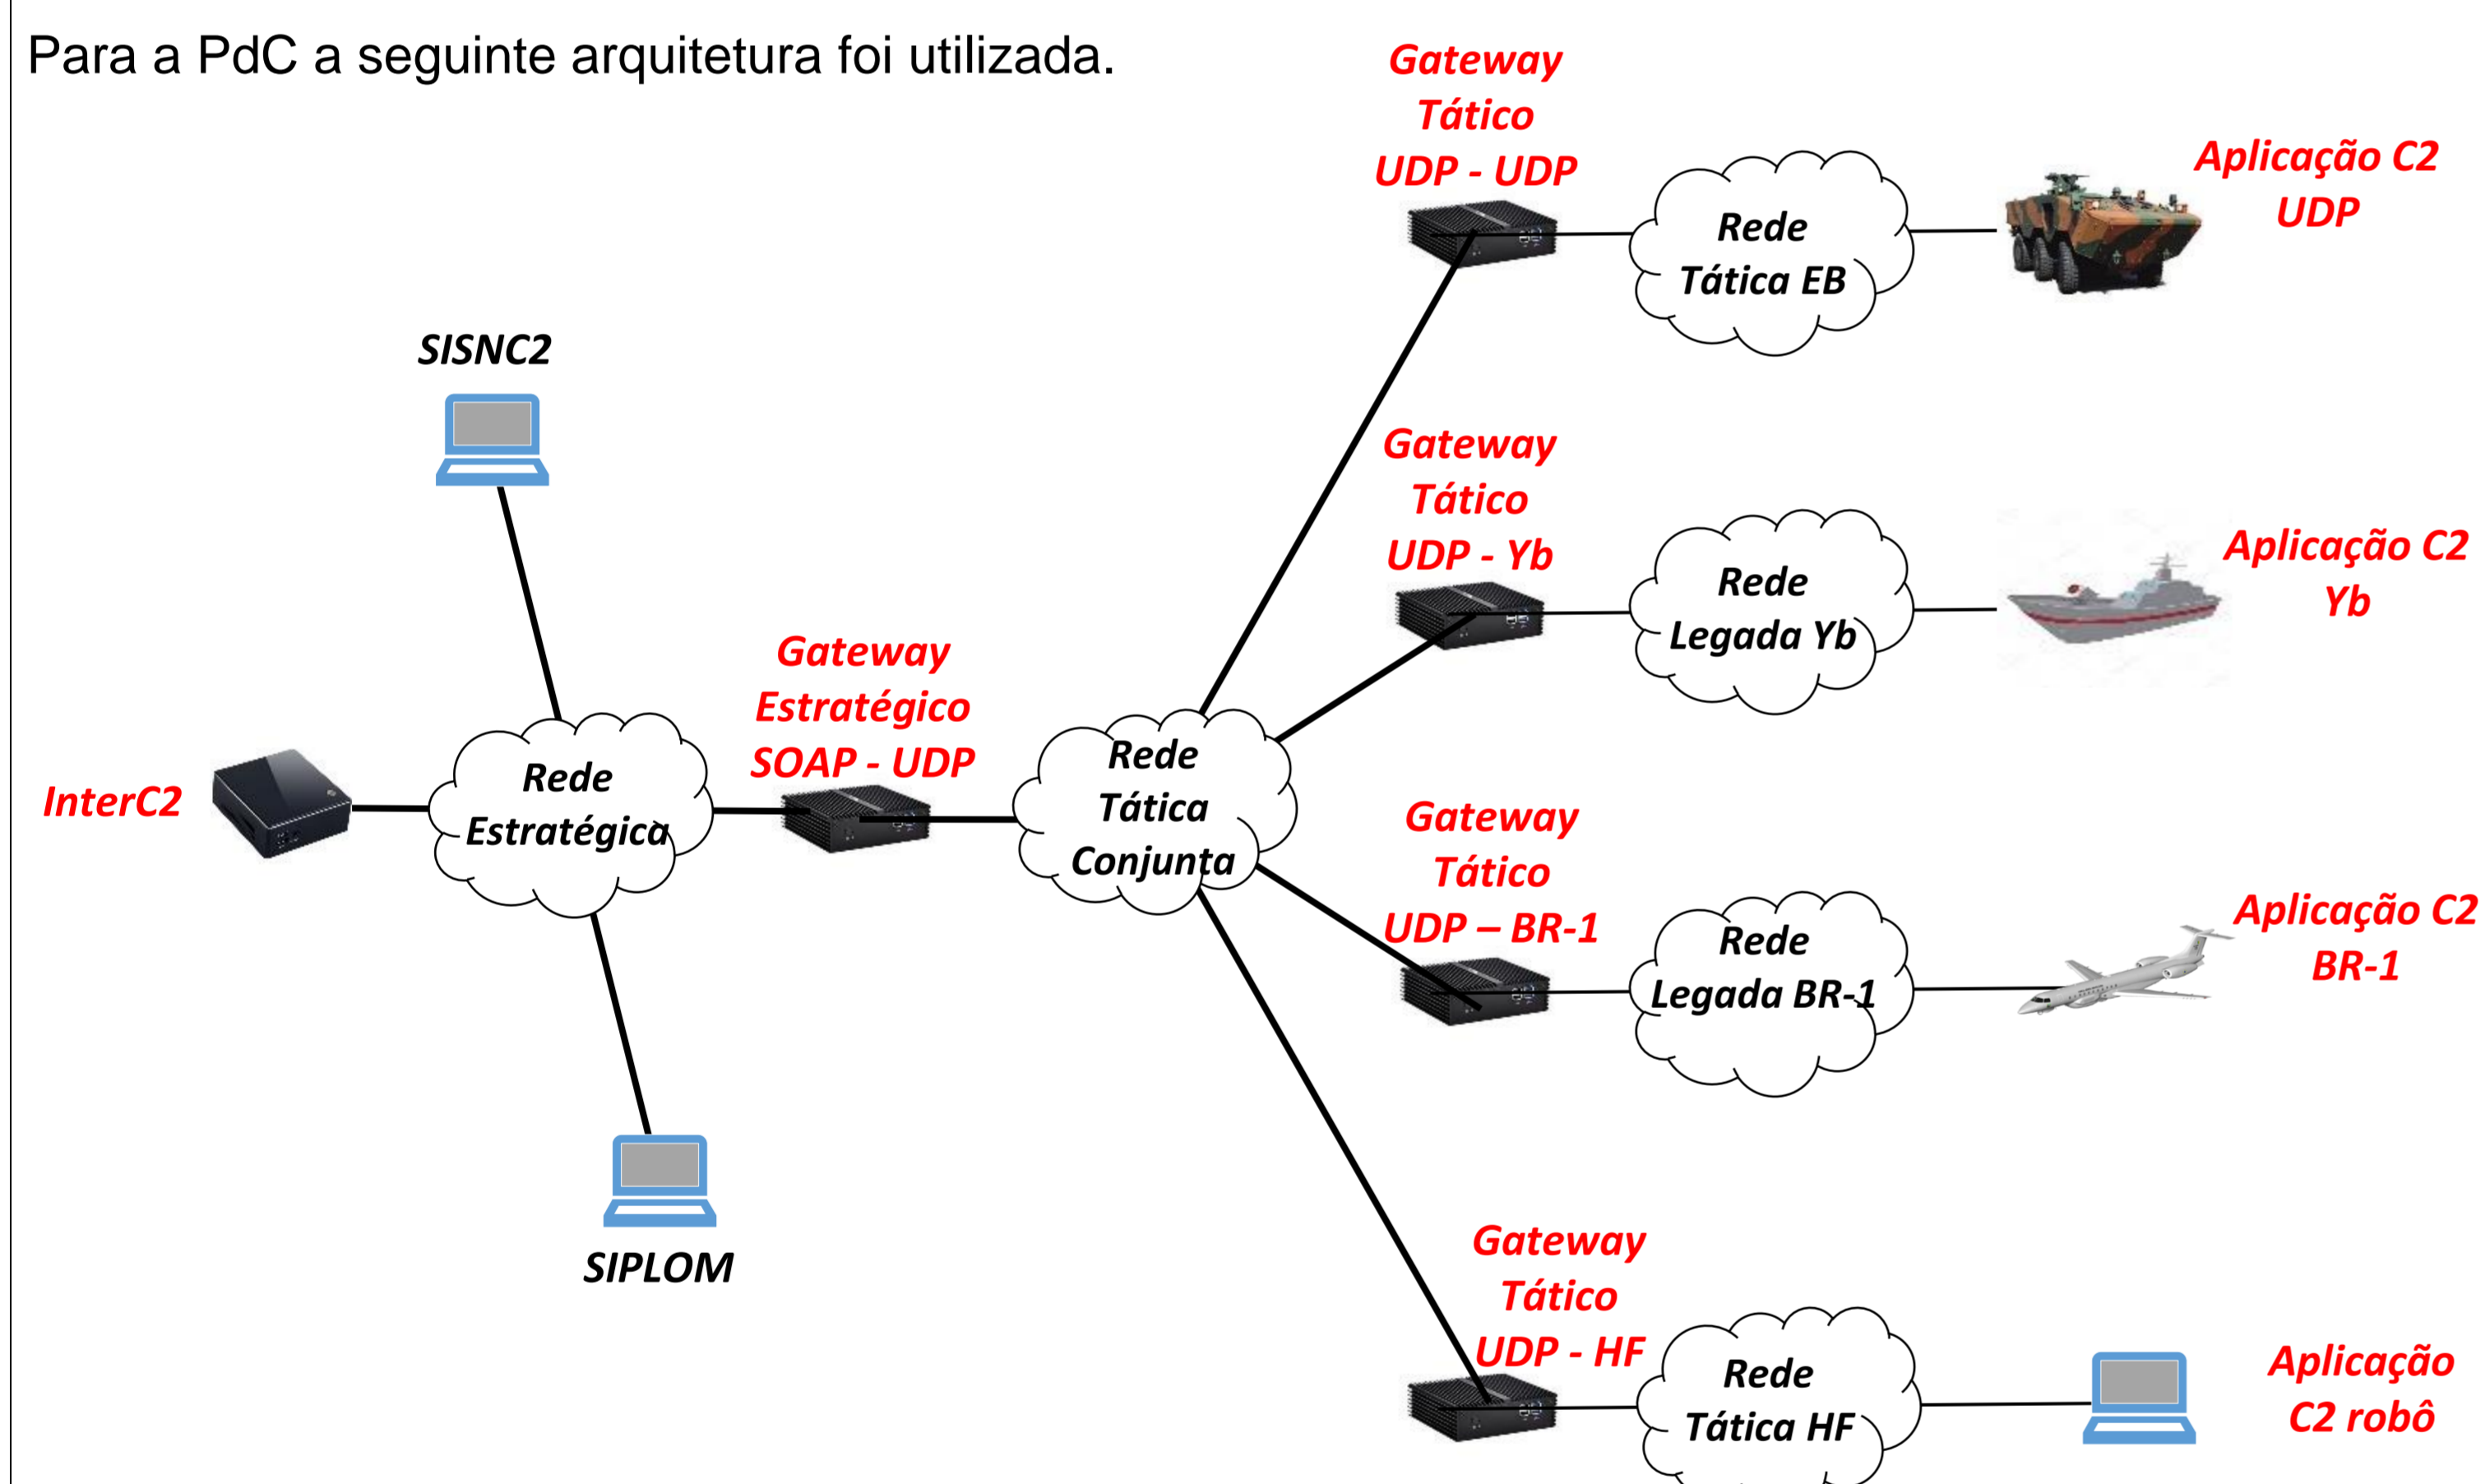 Para a PdC a seguinte arquitetura foi utilizada.
Gateway
Tático
UDP - UDP
Rede
Tática EB
Aplicação C2
UDP
SISNC2
Gateway
Tático
UDP - Yb
Rede
Legada Yb
Aplicação C2
Yb
InterC2
Rede
Estratégica
Gateway
Estratégico
SOAP - UDP
Rede
Tática
Conjunta
Gateway
Tático
UDP – BR-1
Rede
Legada BR-1
Aplicação C2
BR-1
SIPLOM
Gateway
Tático
UDP - HF
Rede
Tática HF
Aplicação
C2 robô